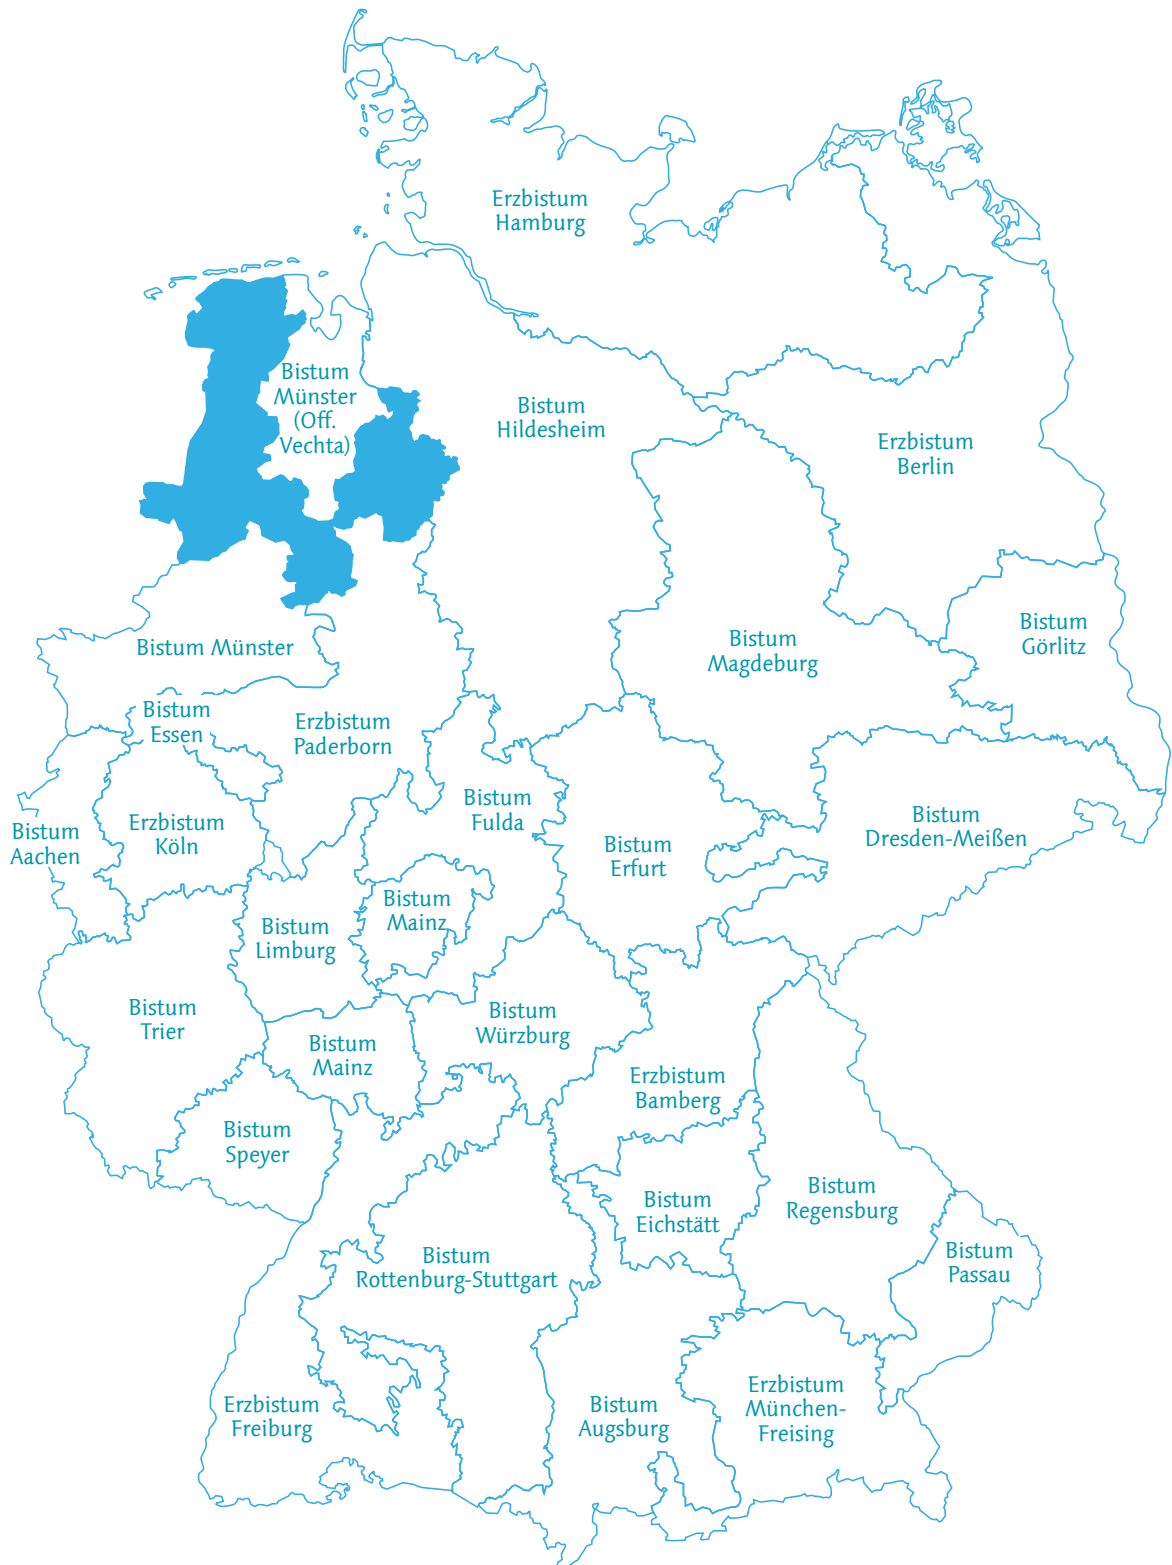 Erzbistum
Hamburg
Bistum
Münster
(Off.
Vechta)
Bistum
Hildesheim
Erzbistum
Berlin
Bistum
Görlitz
Bistum
Magdeburg
Bistum Münster
Bistum
Essen
Erzbistum
Paderborn
Bistum
Aachen
Erzbistum
Köln
Bistum
Fulda
Bistum
Erfurt
Bistum
Dresden-Meißen
Bistum
Mainz
Bistum
Limburg
Bistum
Trier
Bistum
Mainz
Bistum
Würzburg
Erzbistum
Bamberg
Bistum
Speyer
Bistum
Eichstätt
Bistum
Regensburg
Bistum
Passau
Bistum
Rottenburg-Stuttgart
Erzbistum
Freiburg
Bistum
Augsburg
Erzbistum
München-
Freising